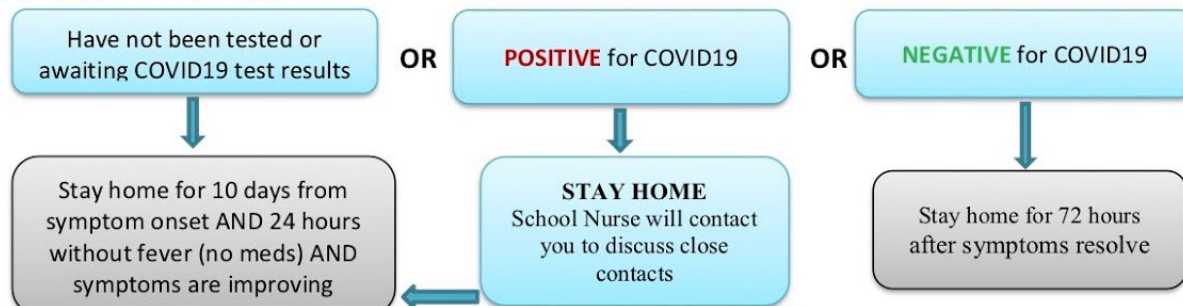 Have not been tested or
awaiting COVID19 test results
OR
POSITIVE for COVID19
OR
NEGATIVE for COVID19
Stay home for 10 days from
symptom onset AND 24 hours
without fever (no meds) AND
symptoms are improving
STAY HOME
School Nurse will contact
you to discuss close
contacts
Stay home for 72 hours
after symptoms resolve